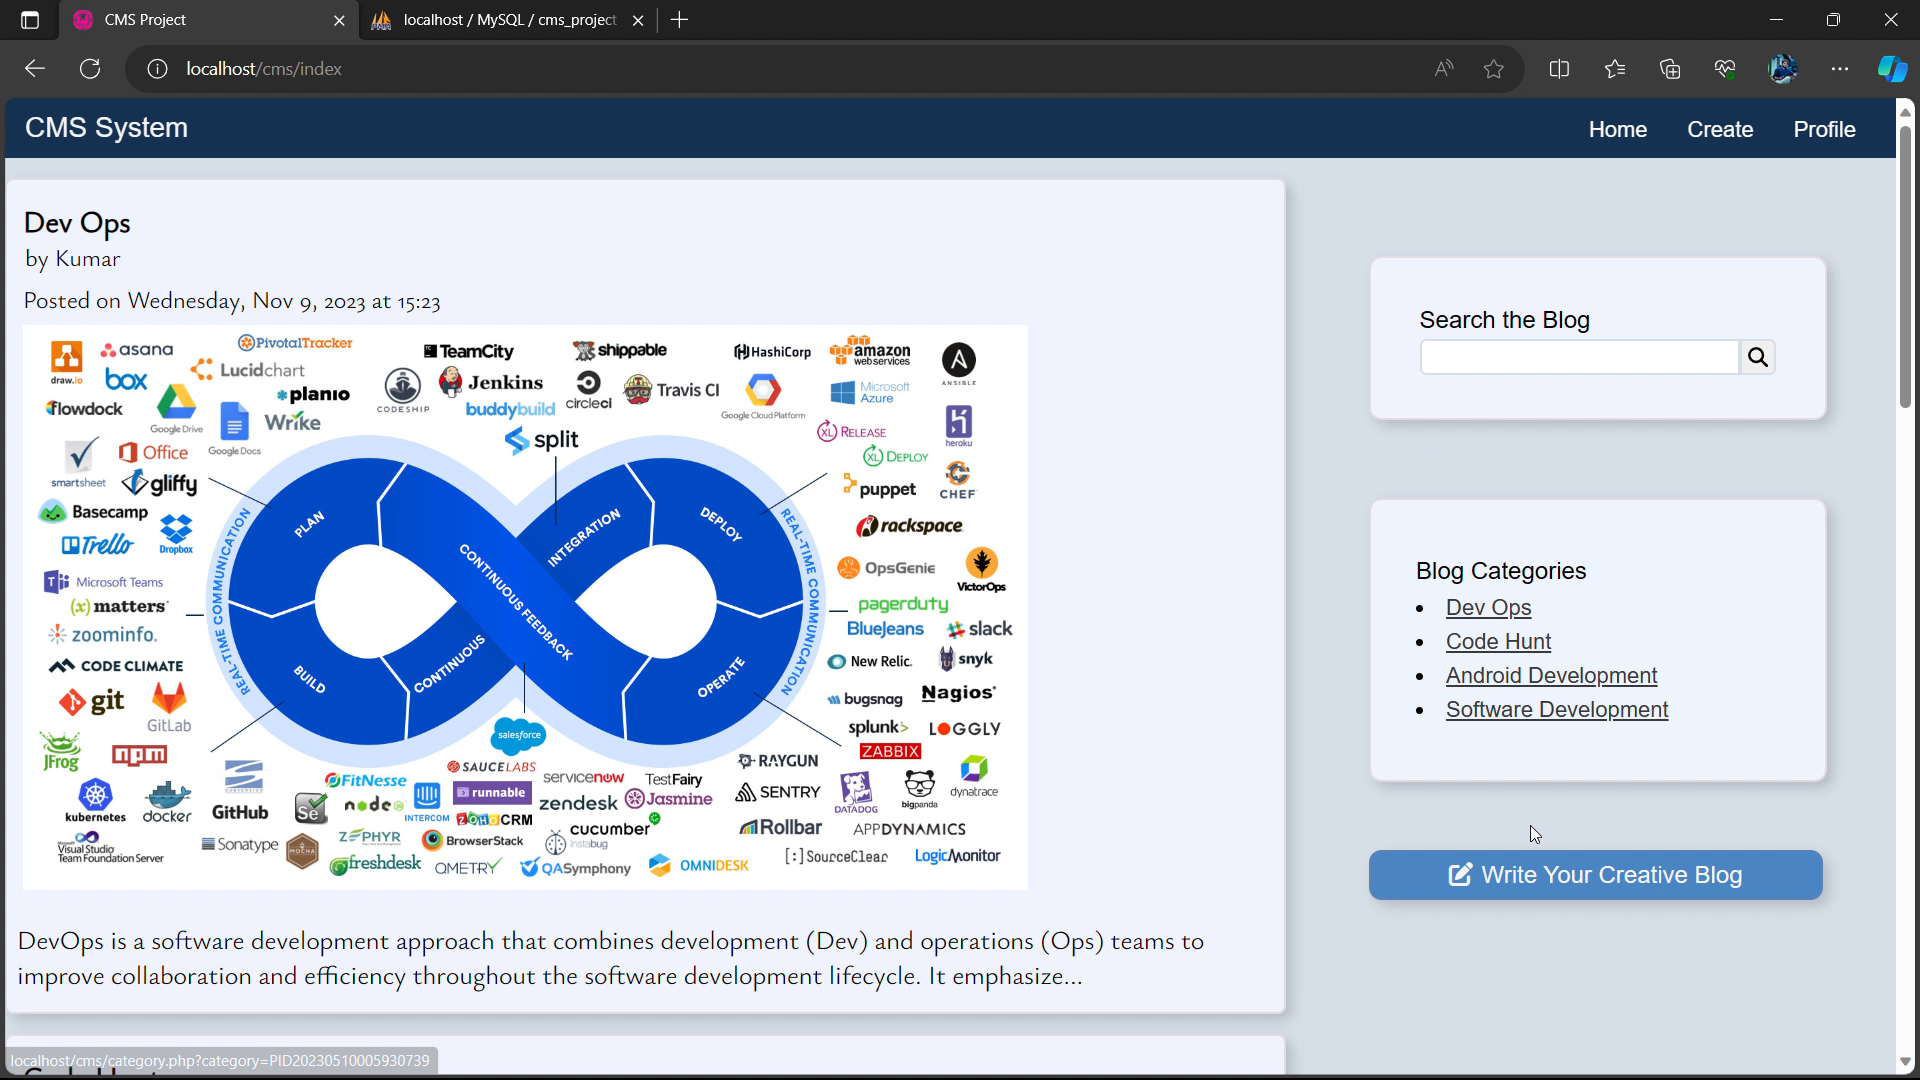 CMS Project
localhost / MySQL / cms_project
localhost/cms/index
CMS System
Home Create Profile
Dev Ops
by Kumar
Posted on Wednesday, Nov 9, 2023 at 15:23
draw.io
asana
PivotalTracker
box
Lucidchart
planio
flowdock
Google Drive
Google Docs
Wrike
smartsheet
Office
gliffy
Basecamp
Trello
Dropbox
Microsoft Teams
(x)matters
zoominfo.
CODE CLIMATE
git
GitLab
JFrog
npm
kubernetes
docker
SUBVERSION
GitHub
Visual Studio
Team Foundation Server
Sonatype
MOCHA
TeamCity
shippable
CODESHIP
Jenkins
circleci
Travis CI
buddybuild
split
HashiCorp
amazon
webservices
ANSIBLE
Google Cloud Platform
Microsoft
Azure
heroku
XL RELEASE
XL DEPLOY
puppet
CHEF
rackspace
OpsGenie
VictorOps
pagerduty
BlueJeans
slack
New Relic.
snyk
bugsnag
Nagios
splunk>
LOGGLY
ZABBIX
PLAN
BUILD
CONTINUOUS
INTEGRATION
CONTINUOUS FEEDBACK
DEPLOY
OPERATE
REAL-TIME COMMUNICATION
REAL-TIME COMMUNICATION
salesforce
SAUCELABS
FitNesse
servicenow
TestFairy
Se
node
INTERCOM
runnable
zendesk
Jasmine
ZOHO CRM
ZEPHYR
BrowserStack
cucumber
instabug
freshdesk
QMETRY
QASymphony
OMNIDESK
RAYGUN
SENTRY
DATADOG
bigpanda
dynatrace
Rollbar
APPDYNAMICS
[:]SourceClear
LogicMonitor
DevOps is a software development approach that combines development (Dev) and operations (Ops) teams to
improve collaboration and efficiency throughout the software development lifecycle. It emphasize...
Search the Blog
Blog Categories
Dev Ops
Code Hunt
Android Development
Software Development
Write Your Creative Blog
localhost/cms/category.php?category=PID20230510005930739